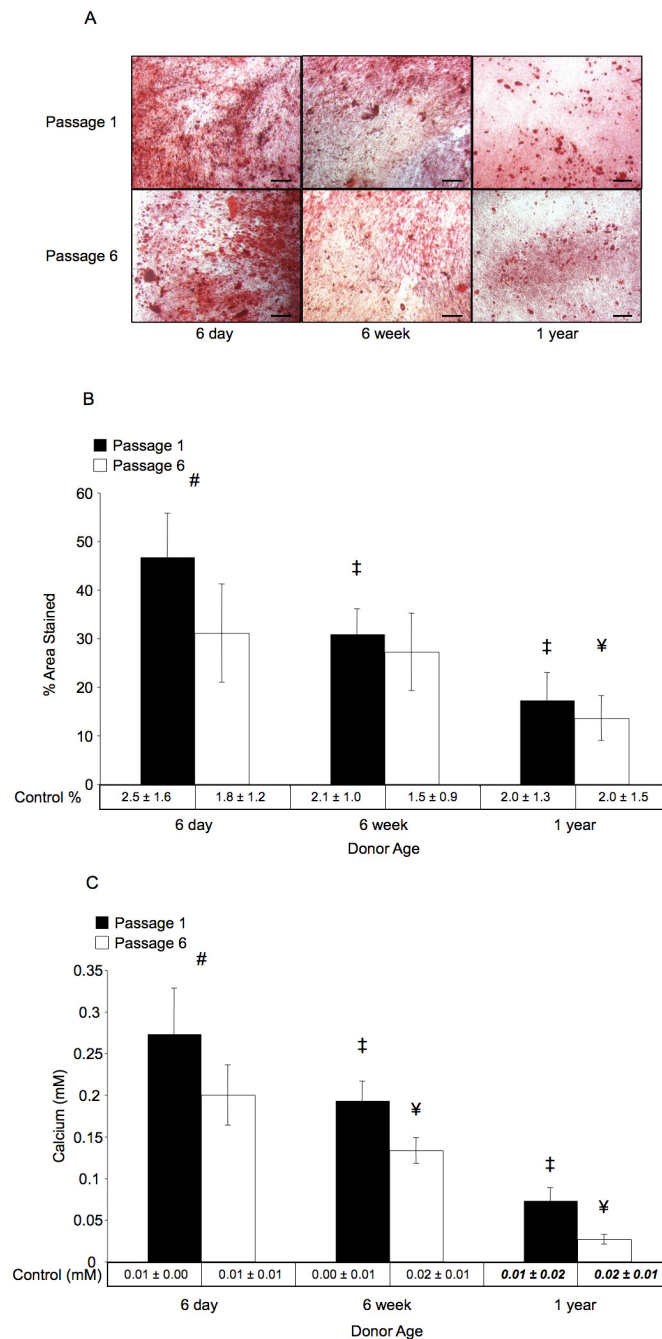 A
Passage 1
Passage 6
6 day 6 week 1 year
B
Passage 1
Passage 6
#
60
50
‡
40
‡ ¥
30
20
10
0
% Area Stained
Control % 2.5 ± 1.6 1.8 ± 1.2 2.1 ± 1.0 1.5 ± 0.9 2.0 ± 1.3 2.0 ± 1.5
6 day 6 week 1 year
Donor Age
C
Passage 1
Passage 6
#
0.35
0.3
0.25
‡
0.2
¥
0.15
‡
0.1
¥
0.05
0
Calcium (mM)
Control (mM) 0.01 ± 0.00 0.01 ± 0.01 0.00 ± 0.01 0.02 ± 0.01 0.01 ± 0.02 0.02 ± 0.01
6 day 6 week 1 year
Donor Age